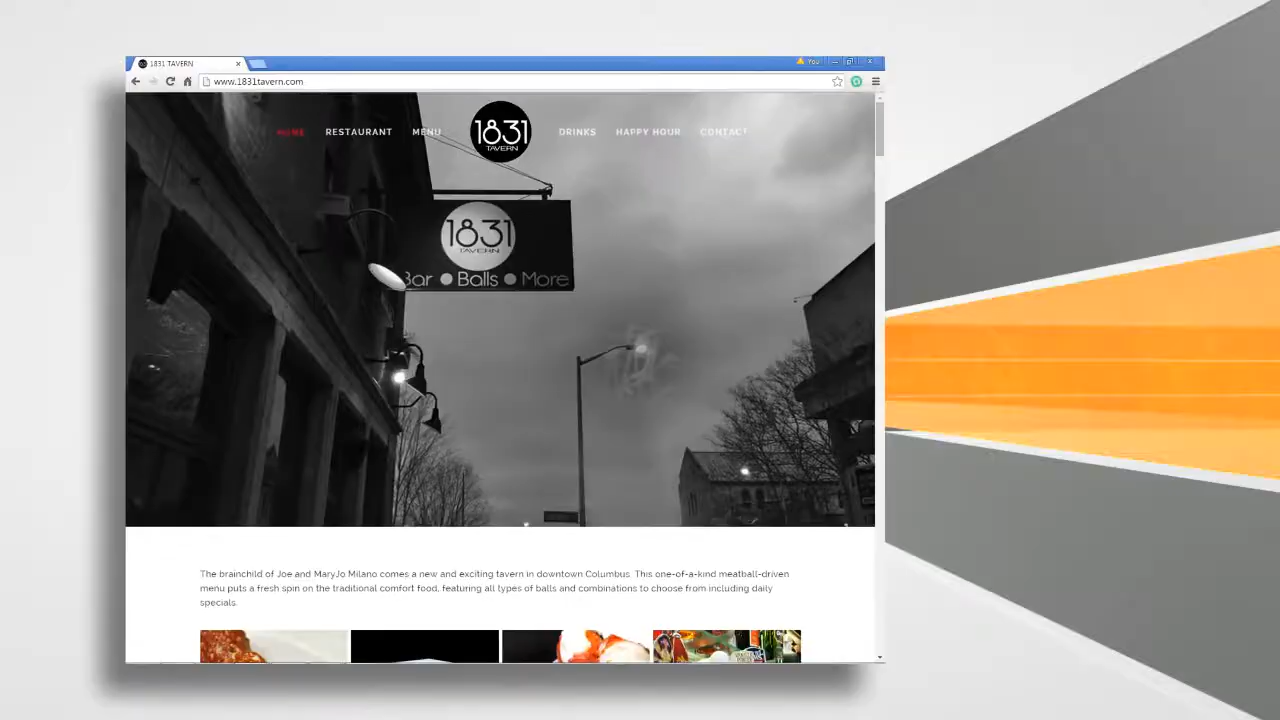 1831 TAVERN
You
www.1831tavern.com
HOME RESTAURANT MENU 1831 TAVERN DRINKS HAPPY HOUR CONTACT
1831
TAVERN
Bar ● Balls ● More
The brainchild of Joe and MaryJo Milano comes a new and exciting tavern in downtown Columbus. This one-of-a-kind meatball-driven
menu puts a fresh spin on the traditional comfort food, featuring all types of balls and combinations to choose from including daily
specials.